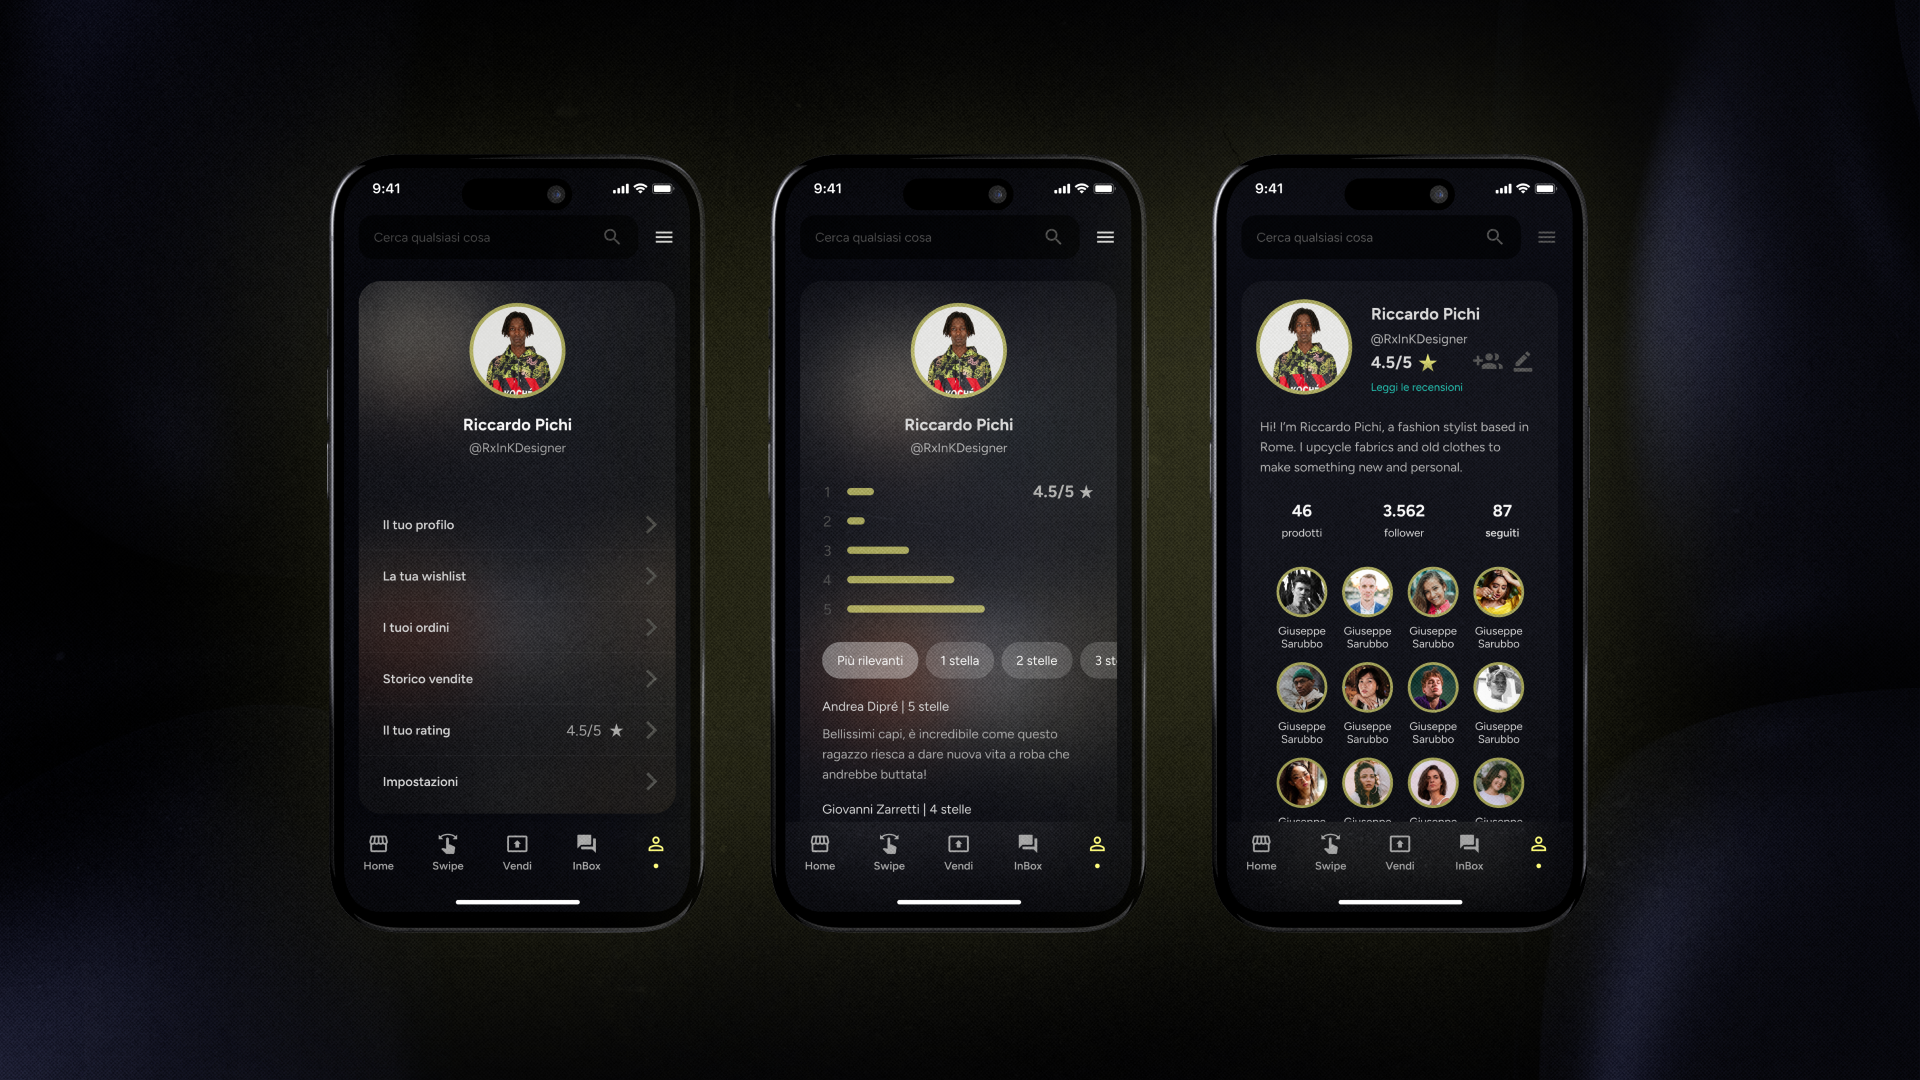 9:41
Cerca qualsiasi cosa
KOCHÉ
Riccardo Pichi
@RxInKDesigner
Il tuo profilo
La tua wishlist
I tuoi ordini
Storico vendite
Il tuo rating 4.5/5
Impostazioni
Home Swipe Vendi InBox
9:41
Cerca qualsiasi cosa
KOCHÉ
Riccardo Pichi
@RxInKDesigner
1 4.5/5
2
3
4
5
Più rilevanti 1 stella 2 stelle 3 st
Andrea Dipré | 5 stelle
Bellissimi capi, è incredibile come questo
ragazzo riesca a dare nuova vita a roba che
andrebbe buttata!
Giovanni Zarretti | 4 stelle
Home Swipe Vendi InBox
9:41
Cerca qualsiasi cosa
KOCHÉ
Riccardo Pichi
@RxInKDesigner
4.5/5
Leggi le recensioni
Hi! I'm Riccardo Pichi, a fashion stylist based in
Rome. I upcycle fabrics and old clothes to
make something new and personal.
46 3.562 87
prodotti follower seguiti
Giuseppe Giuseppe Giuseppe Giuseppe
Sarubbo Sarubbo Sarubbo Sarubbo
Giuseppe Giuseppe Giuseppe Giuseppe
Sarubbo Sarubbo Sarubbo Sarubbo
Giuseppe Giuseppe Giuseppe Giuseppe
Home Swipe Vendi InBox